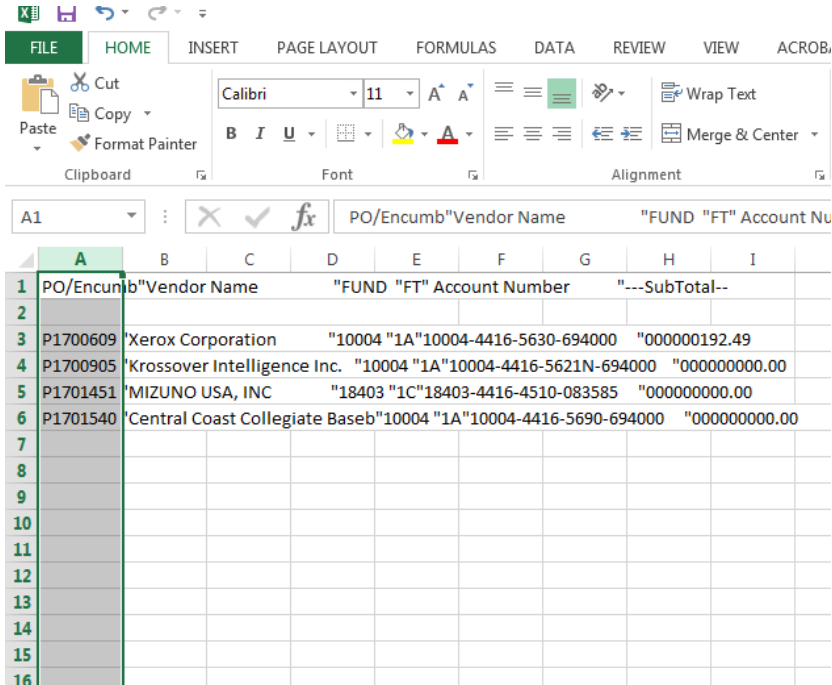 FILE HOME INSERT PAGE LAYOUT FORMULAS DATA REVIEW VIEW ACROBA
Cut
Calibri 11 A A Wrap Text
Copy
Paste
Format Painter B I U A Merge & Center
Clipboard Font Alignment
A1 fx PO/Encumb"Vendor Name "FUND "FT" Account Nu
A B C D E F G H I
1 PO/Encumb"Vendor Name "FUND "FT" Account Number "---SubTotal--
2
3 P1700609 "Xerox Corporation "10004 "1A"10004-4416-5630-694000 "000000192.49
4 P1700905 "Krossover Intelligence Inc. "10004 "1A"10004-4416-5621N-694000 "000000000.00
5 P1701451 "MIZUNO USA, INC "18403 "1C"18403-4416-4510-083585 "000000000.00
6 P1701540 "Central Coast Collegiate Baseb"10004 "1A"10004-4416-5690-694000 "000000000.00
7
8
9
10
11
12
13
14
15
16